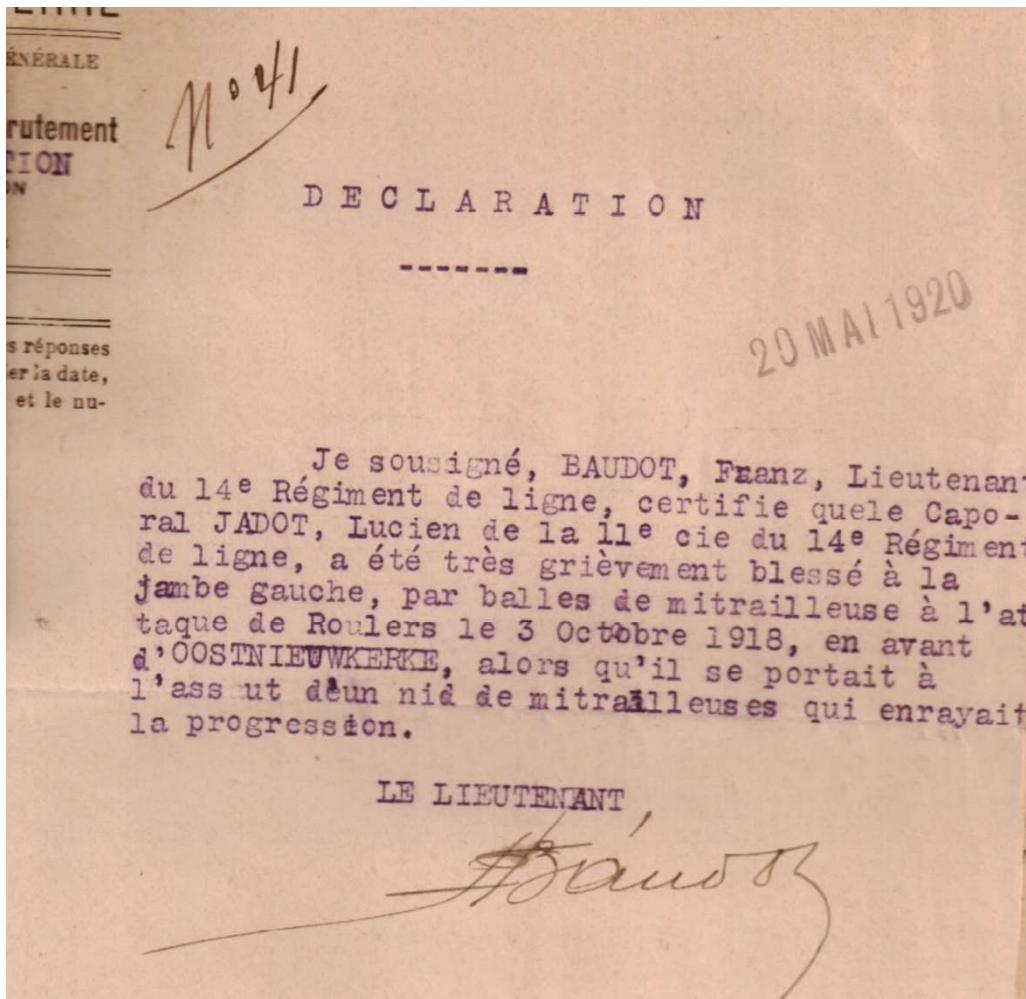 ÉNÉRALE
rutement
TION
ON
s réponses
er la date,
et le nu-
N° 41
DECLARATION
-------
20 MAI 1920
Je sousigné, BAUDOT, Franz, Lieutenant
du 14e Régiment de ligne, certifie quele Capo-
ral JADOT, Lucien de la 11e cie du 14e Régiment
de ligne, a été très grièvement blessé à la
jambe gauche, par balles de mitrailleuse à l'at
taque de Roulers le 3 Octobre 1918, en avant
d'OOSTNIEUWKERKE, alors qu'il se portait à
l'ass ut d'un nid de mitrailleuses qui enrayait
la progression.
LE LIEUTENANT
Baudot